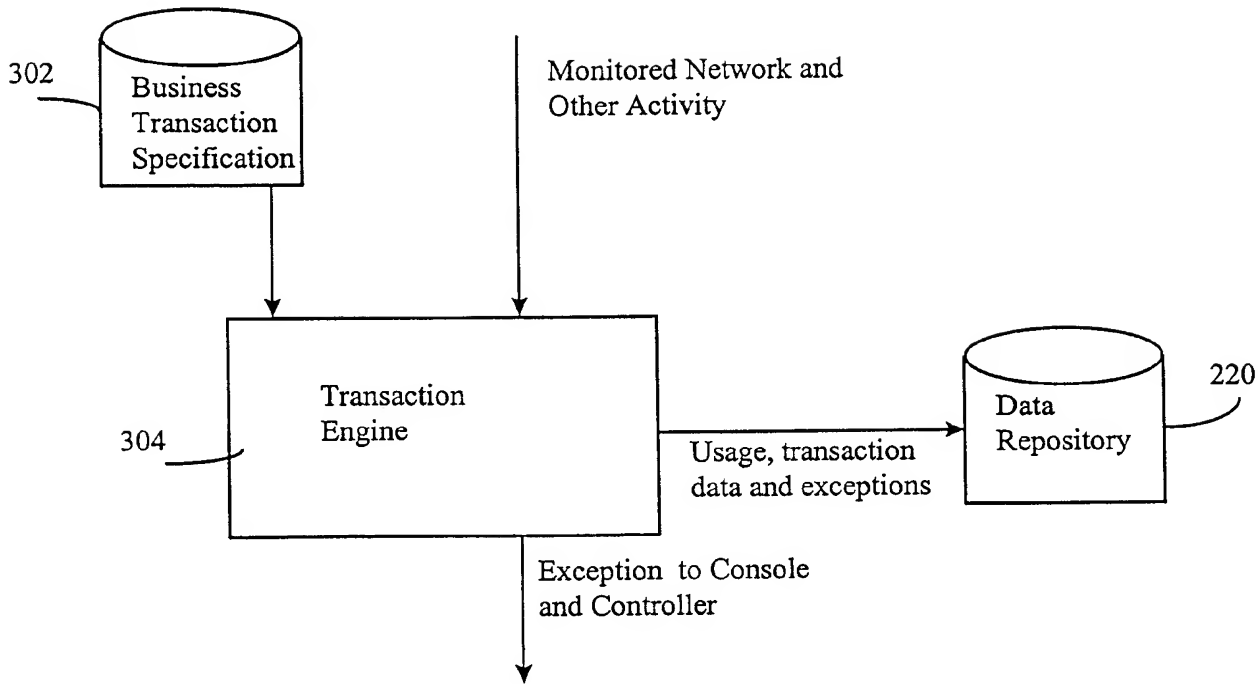 302
Business
Transaction
Specification
Monitored Network and
Other Activity
Transaction
Engine
304
Usage, transaction
data and exceptions
Data
Repository
220
Exception to Console
and Controller